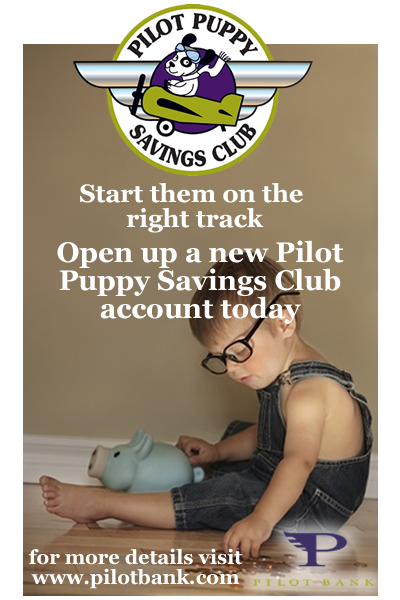 PILOT PUPPY
SAVINGS CLUB
Start them on the
right track
Open up a new Pilot
Puppy Savings Club
account today
for more details visit
www.pilotbank.com
P
PILOT BANK